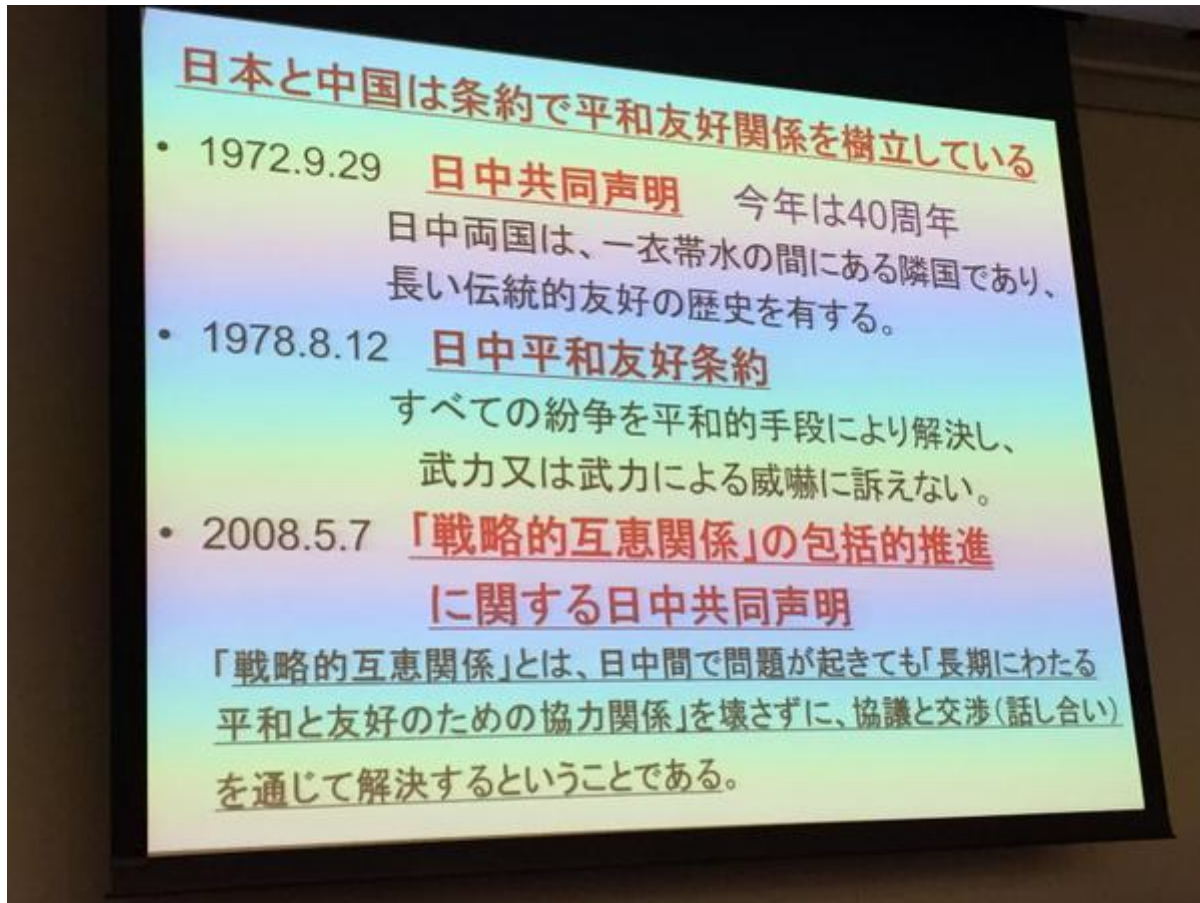 日本と中国は条約で平和友好関係を樹立している
• 1972.9.29 日中共同声明 今年は40周年
日中両国は、一衣帯水の間にある隣国であり、
長い伝統的友好の歴史を有する。
• 1978.8.12 日中平和友好条約
すべての紛争を平和的手段により解決し、
武力又は武力による威嚇に訴えない。
• 2008.5.7 「戦略的互恵関係」の包括的推進
に関する日中共同声明
「戦略的互恵関係」とは、日中間で問題が起きても「長期にわたる
平和と友好のための協力関係」を壊さずに、協議と交渉(話し合い)
を通じて解決するということである。